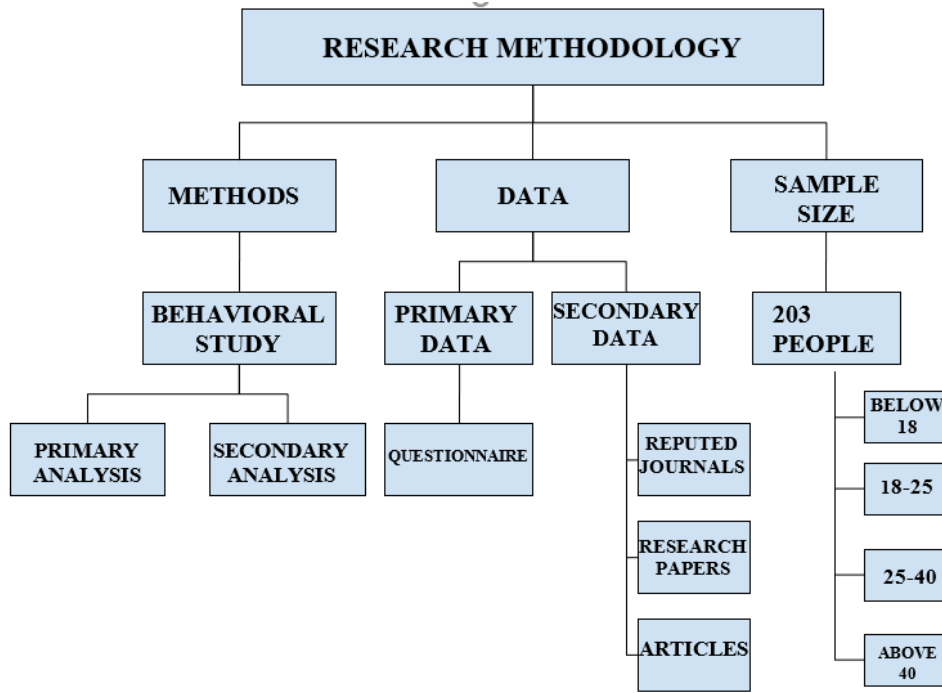 RESEARCH METHODOLOGY
METHODS
DATA
SAMPLE
SIZE
BEHAVIORAL
STUDY
PRIMARY
DATA
SECONDARY
DATA
203
PEOPLE
PRIMARY
ANALYSIS
SECONDARY
ANALYSIS
QUESTIONNAIRE
REPUTED
JOURNALS
RESEARCH
PAPERS
ARTICLES
BELOW
18
18-25
25-40
ABOVE
40